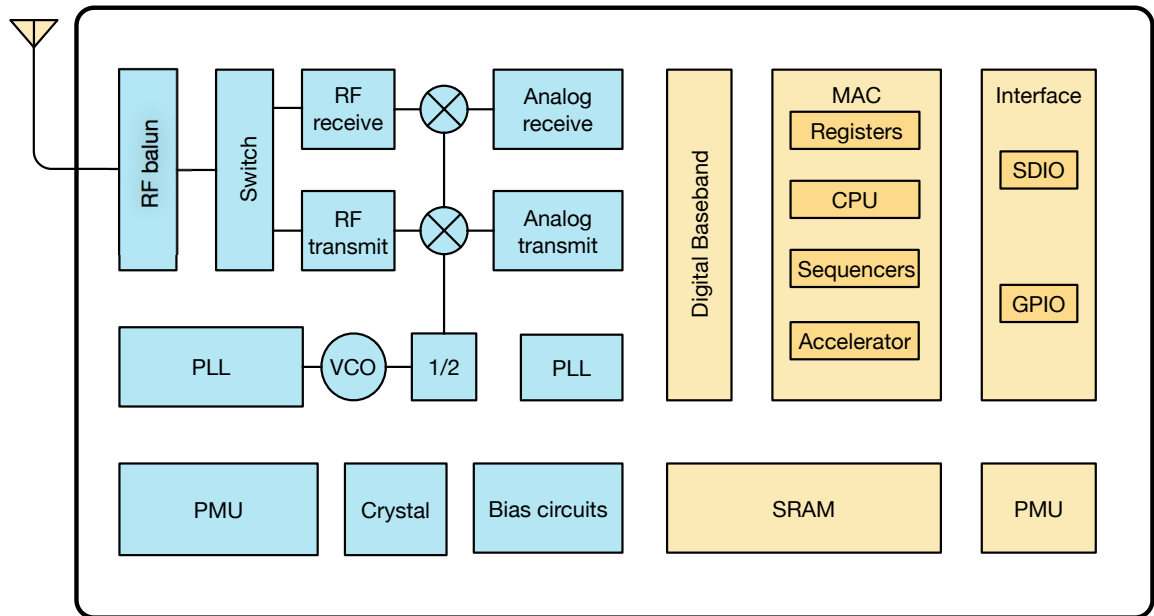 RF balun
Switch
RF
receive
Analog
receive
RF
transmit
Analog
transmit
PLL
VCO
1/2
PLL
PMU
Crystal
Bias circuits
Digital Baseband
MAC
Registers
CPU
Sequencers
Accelerator
Interface
SDIO
GPIO
SRAM
PMU